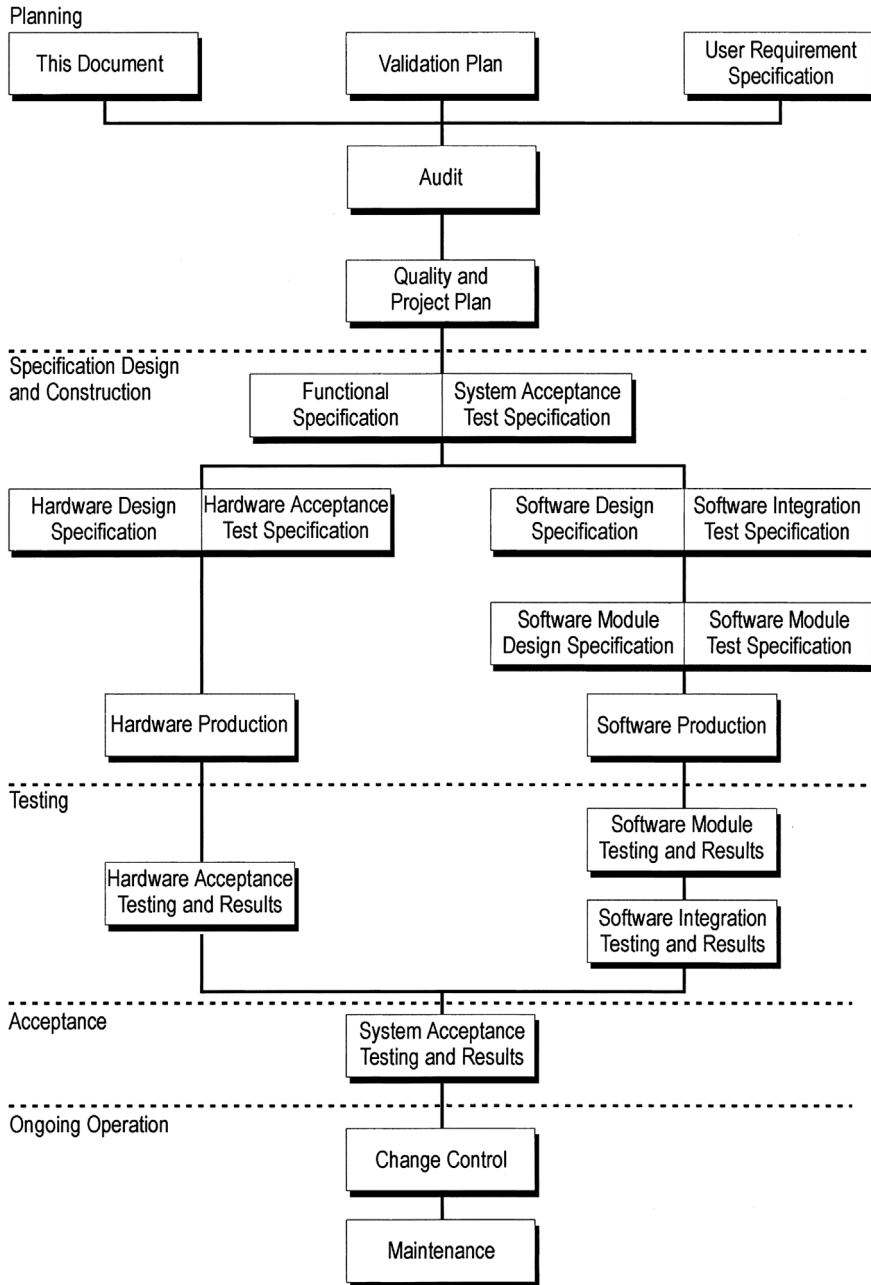 Planning
This Document
Validation Plan
User Requirement
Specification
Audit
Quality and
Project Plan
Specification Design
and Construction
Functional
Specification
System Acceptance
Test Specification
Hardware Design
Specification
Hardware Acceptance
Test Specification
Software Design
Specification
Software Integration
Test Specification
Software Module
Design Specification
Software Module
Test Specification
Hardware Production
Software Production
Testing
Software Module
Testing and Results
Hardware Acceptance
Testing and Results
Software Integration
Testing and Results
Acceptance
System Acceptance
Testing and Results
Ongoing Operation
Change Control
Maintenance